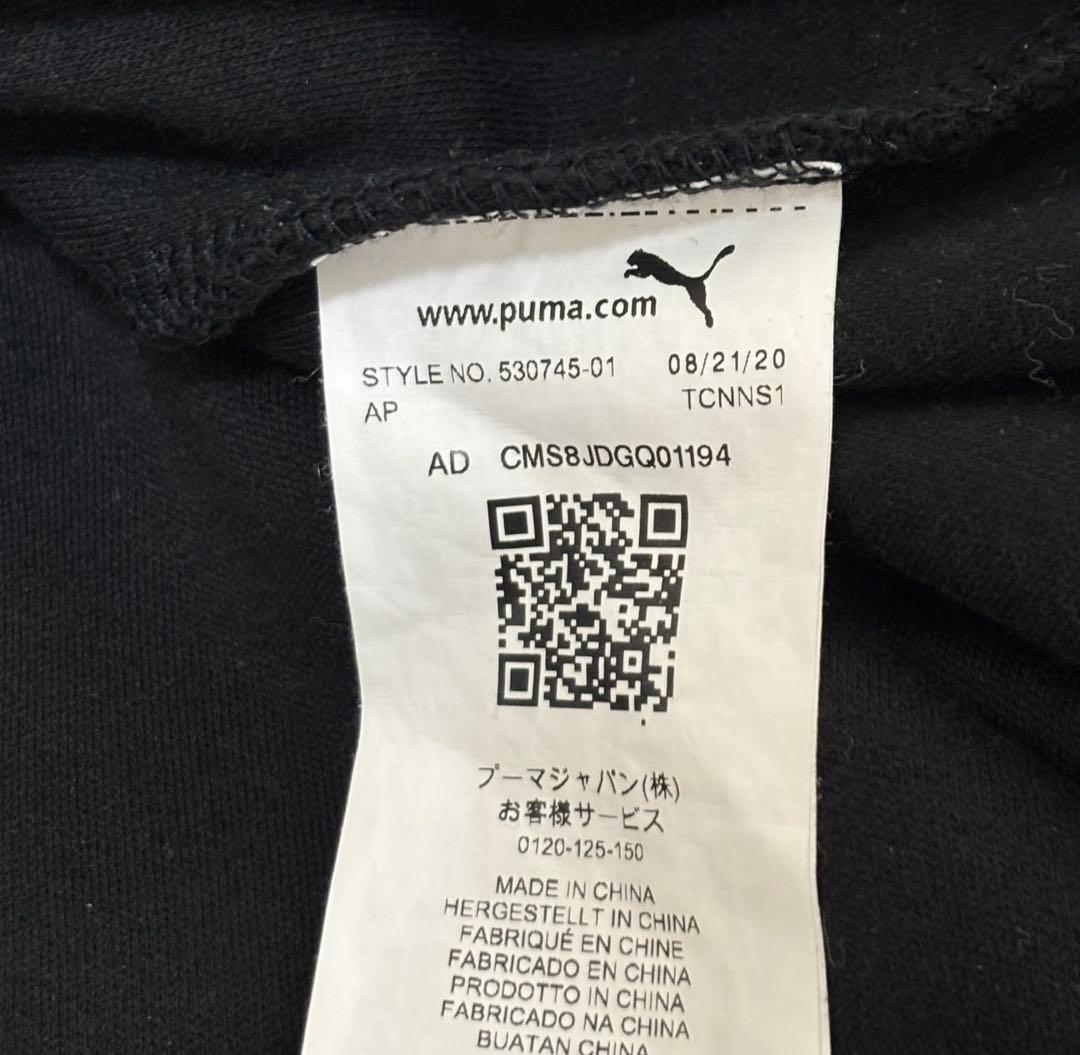 www.puma.com
STYLE NO. 530745-01 08/21/20
AP TCNNS1
AD CMS8JDGQ01194
プーマジャパン(株)
お客様サービス
0120-125-150
MADE IN CHINA
HERGESTELLT IN CHINA
FABRIQUÉ EN CHINE
FABRICADO EN CHINA
PRODOTTO IN CHINA
FABRICADO NA CHINA
BUATAN CHINA